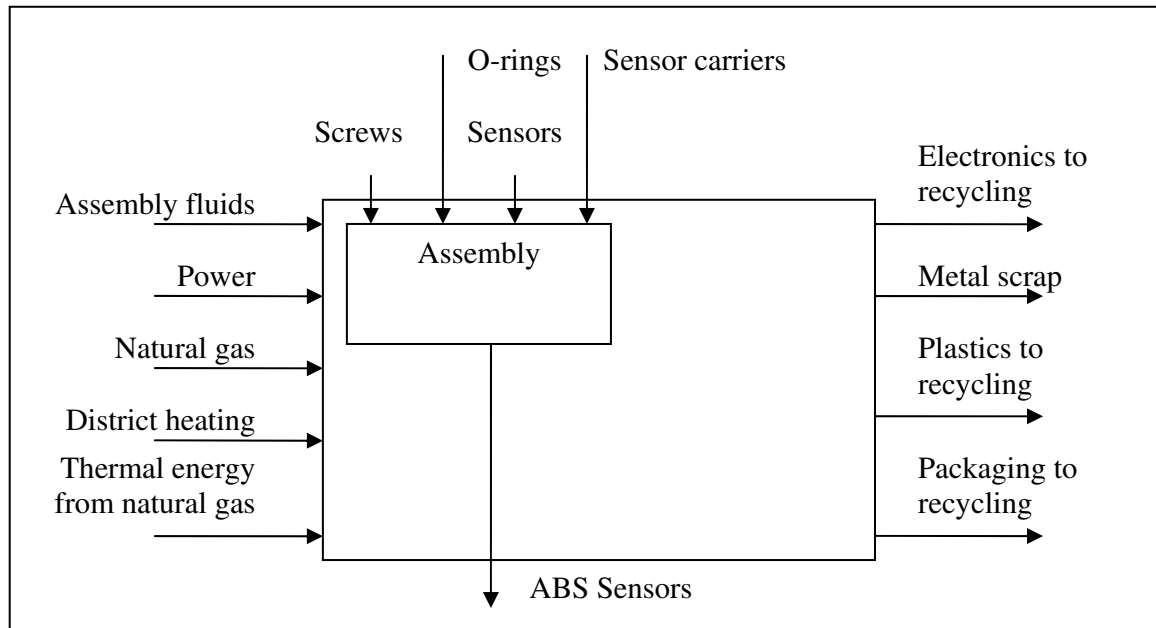 O-rings
Sensor carriers
Screws
Sensors
Electronics to
recycling
Assembly fluids
Assembly
Power
Metal scrap
Natural gas
Plastics to
recycling
District heating
Thermal energy
from natural gas
Packaging to
recycling
ABS Sensors